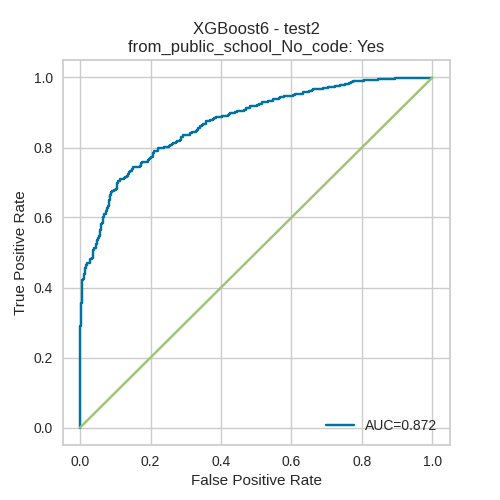 XGBoost6 - test2
from_public_school_No_code: Yes
True Positive Rate
1.0
0.8
0.6
0.4
0.2
0.0
AUC=0.872
0.0 0.2 0.4 0.6 0.8 1.0
False Positive Rate